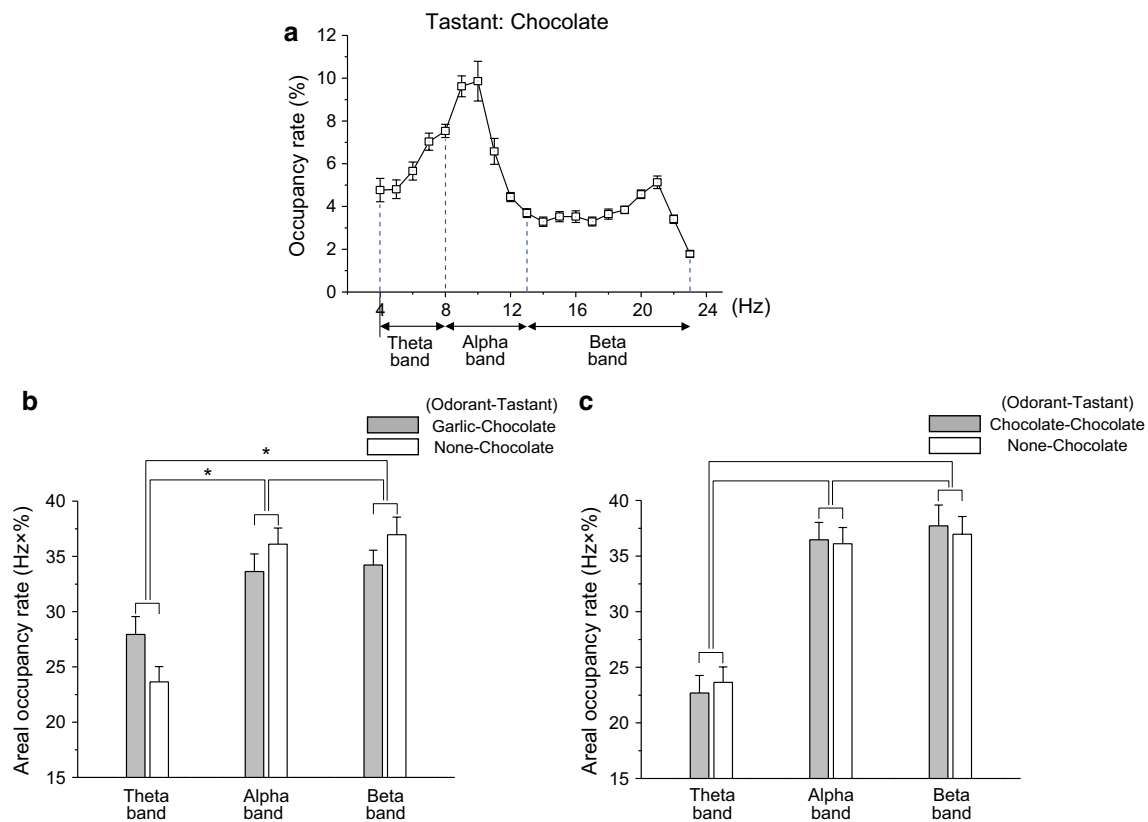 a
Tastant: Chocolate
Occupancy rate (%)
12
10
8
6
4
2
0
4
8
12
16
20
24
(Hz)
Theta
band
Alpha
band
Beta
band
b
(Odorant-Tastant)
Garlic-Chocolate
None-Chocolate
*
*
Areal occupancy rate (Hz×%)
40
35
30
25
20
15
Theta
band
Alpha
band
Beta
band
c
(Odorant-Tastant)
Chocolate-Chocolate
None-Chocolate
Areal occupancy rate (Hz×%)
40
35
30
25
20
15
Theta
band
Alpha
band
Beta
band